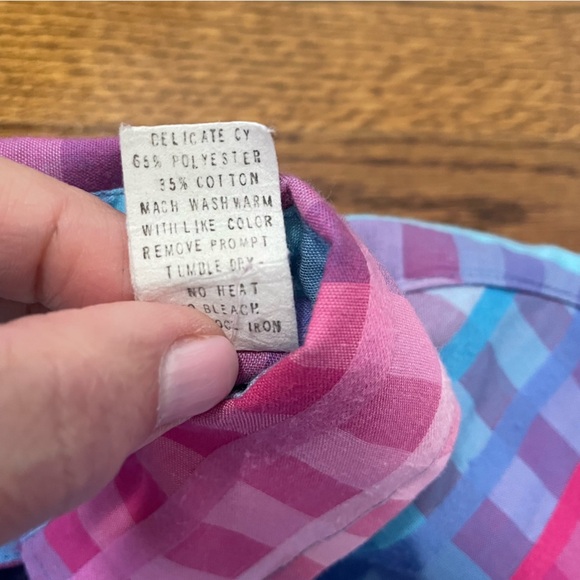 DELICATE CY
65% POLYESTER
35% COTTON
MACH WASH WARM
WITH LIKE COLOR
REMOVE PROMPT
TUMBLE DRY-
NO HEAT
BLEACH
IRON